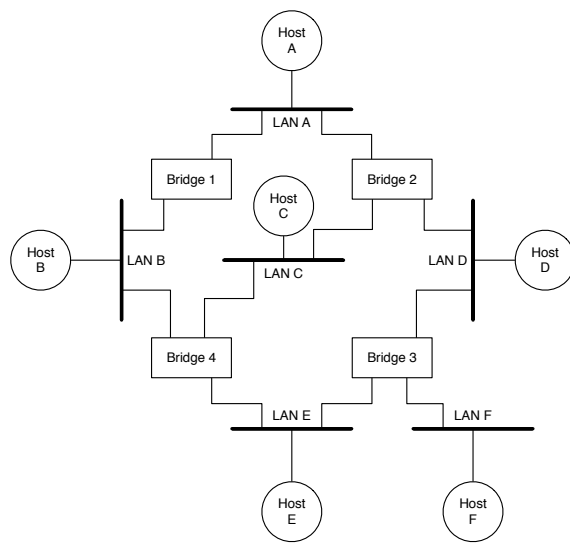 Host
A
LAN A
Bridge 1
Bridge 2
Host
C
Host
B
LAN B
LAN C
LAN D
Host
D
Bridge 4
Bridge 3
LAN E
LAN F
Host
E
Host
F